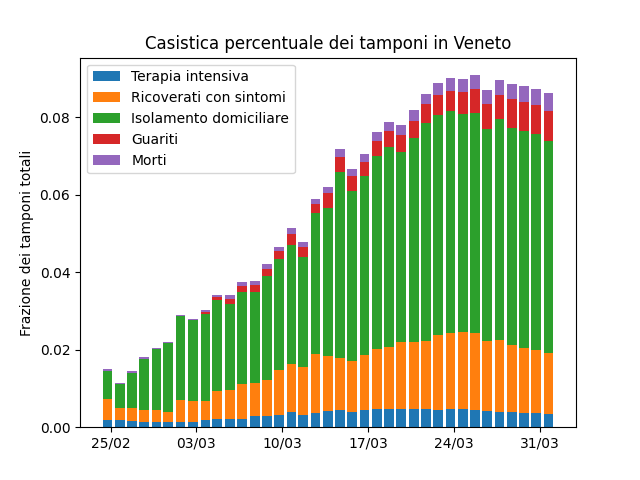 Casistica percentuale dei tamponi in Veneto
Terapia intensiva
Ricoverati con sintomi
Isolamento domiciliare
Guariti
Morti
Frazione dei tamponi totali
0.08
0.06
0.04
0.02
0.00
25/02 03/03 10/03 17/03 24/03 31/03